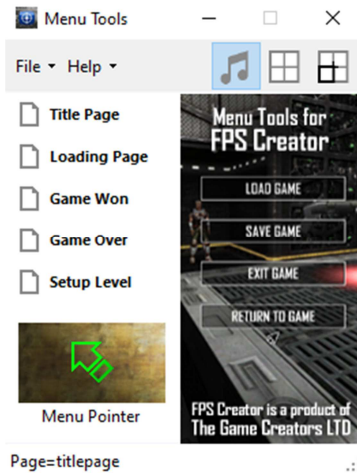 Menu Tools
File Help
Title Page
Loading Page
Game Won
Game Over
Setup Level
Menu Pointer
Menu Tools for
FPS Creator
LOAD GAME
SAVE GAME
EXIT GAME
RETURN TO GAME
FPS Creator is a product of
The Game Creators LTD
Page=titlepage